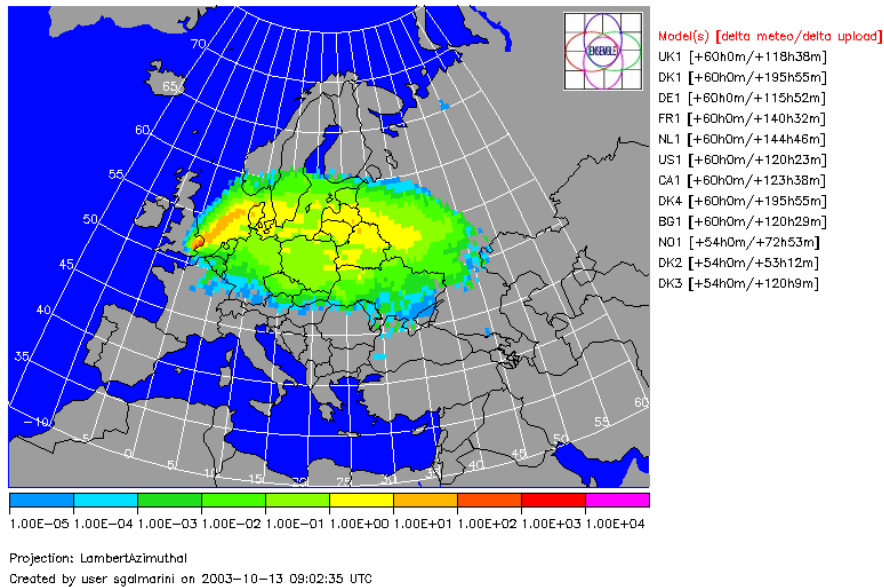 Model(s) [delta meteo/delta upload]
UK1 [+60h0m/+118h38m]
DK1 [+60h0m/+195h55m]
DE1 [+60h0m/+115h52m]
FR1 [+60h0m/+140h32m]
NL1 [+60h0m/+144h46m]
US1 [+60h0m/+120h23m]
CA1 [+60h0m/+123h38m]
DK4 [+60h0m/+195h55m]
BG1 [+60h0m/+120h29m]
NO1 [+54h0m/+72h53m]
DK2 [+54h0m/+53h12m]
DK3 [+54h0m/+120h9m]
ENSEMBLE
70
65
60
55
50
45
40
35
-10 -5 0 5 10 15 20 25 30 35 40 45 50 55 60
1.00E-05 1.00E-04 1.00E-03 1.00E-02 1.00E-01 1.00E+00 1.00E+01 1.00E+02 1.00E+03 1.00E+04
Projection: LambertAzimuthal
Created by user sgalmarini on 2003-10-13 09:02:35 UTC